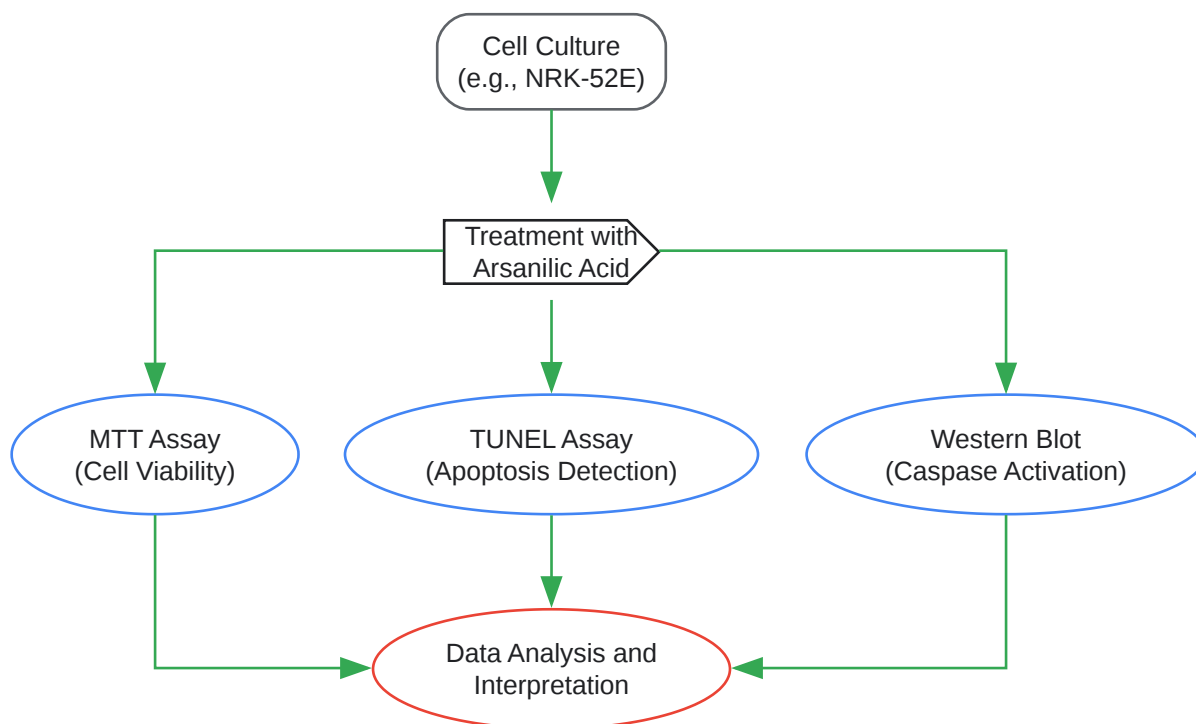 Cell Culture
(e.g., NRK-52E)
Treatment with
Arsanilic Acid
MTT Assay
(Cell Viability)
TUNEL Assay
(Apoptosis Detection)
Western Blot
(Caspase Activation)
Data Analysis and
Interpretation